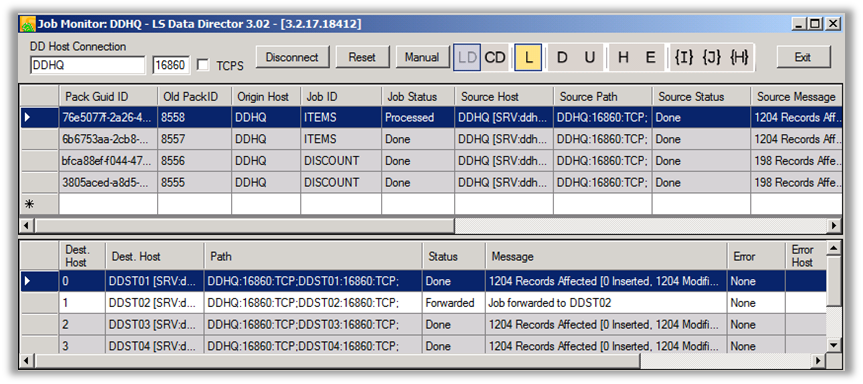 Job Monitor: DDHQ - LS Data Director 3.02 - [3.2.17.18412]
DD Host Connection
DDHQ 16860 TCPS Disconnect Reset Manual LD CD L D U H E {I} {J} {H} Exit
Pack Guid ID Old PackID Origin Host Job ID Job Status Source Host Source Path Source Status Source Message
76e5077f-2a26-4... 8558 DDHQ ITEMS Processed DDHQ [SRV:ddh... DDHQ:16860:TCP; Done 1204 Records Aff...
6b6753aa-2cb8-... 8557 DDHQ ITEMS Done DDHQ [SRV:ddh... DDHQ:16860:TCP; Done 1204 Records Aff...
bfca88ef-f044-47... 8556 DDHQ DISCOUNT Done DDHQ [SRV:ddh... DDHQ:16860:TCP; Done 198 Records Affe...
3805aced-a8d5-... 8555 DDHQ DISCOUNT Done DDHQ [SRV:ddh... DDHQ:16860:TCP; Done 198 Records Affe...
Dest. Host Dest. Host Path Status Message Error Error Host
0 DDST01 [SRV:d... DDHQ:16860:TCP;DDST01:16860:TCP; Done 1204 Records Affected [0 Inserted, 1204 Modifi... None
1 DDST02 [SRV:d... DDHQ:16860:TCP;DDST02:16860:TCP; Forwarded Job forwarded to DDST02 None
2 DDST03 [SRV:d... DDHQ:16860:TCP;DDST03:16860:TCP; Done 1204 Records Affected [0 Inserted, 1204 Modifi... None
3 DDST04 [SRV:d... DDHQ:16860:TCP;DDST04:16860:TCP; Done 1204 Records Affected [0 Inserted, 1204 Modifi... None